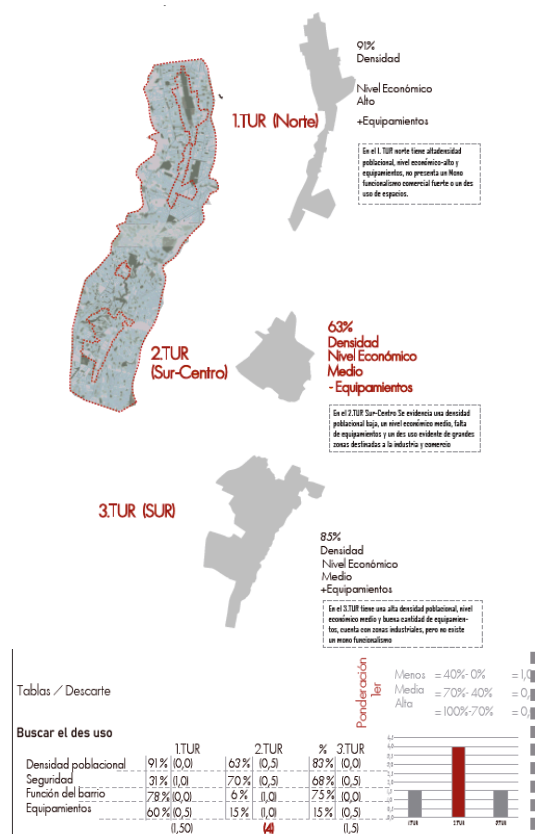 91%
Densidad
Nivel Económico
Alto
+Equipamientos
1.TUR (Norte)
En el 1. TUR norte tiene altadensidad
poblacional, nivel económico-alto y
equipamientos, no presenta un Mono
funcionalismo comercial fuerte o un des
uso de espacios.
2.TUR
(Sur-Centro)
63%
Densidad
Nivel Económico
Medio
- Equipamientos
En el 2.TUR Sur-Centro Se evidencia una densidad
poblacional baja, un nivel económico medio, falta
de equipamientos y un des uso evidente de grandes
zonas destinadas a la industria y comercio
3.TUR (SUR)
85%
Densidad
Nivel Económico
Medio
+Equipamientos
En el 3.TUR tiene una alta densidad poblacional, nivel
económico medio y buena cantidad de equipamien-
tos, cuenta con zonas industriales, pero no existe
un mono funcionalismo
Tablas / Descarte
Ponderación
1er
Menos = 40%- 0% = 1,0
Media = 70%- 40% = 0,
Alta = 100%-70% = 0,
Buscar el des uso
1.TUR 2.TUR % 3.TUR
Densidad poblacional 91% (0,0) 63% (0,5) 83% (0,0)
Seguridad 31% (1,0) 70% (0,5) 68% (0,5)
Función del barrio 78% (0,0) 6% (1,0) 75% (0,0)
Equipamientos 60% (0,5) 15% (1,0) 15% (0,5)
(1,50) (4) (1,5)
1TUR 2.TUR